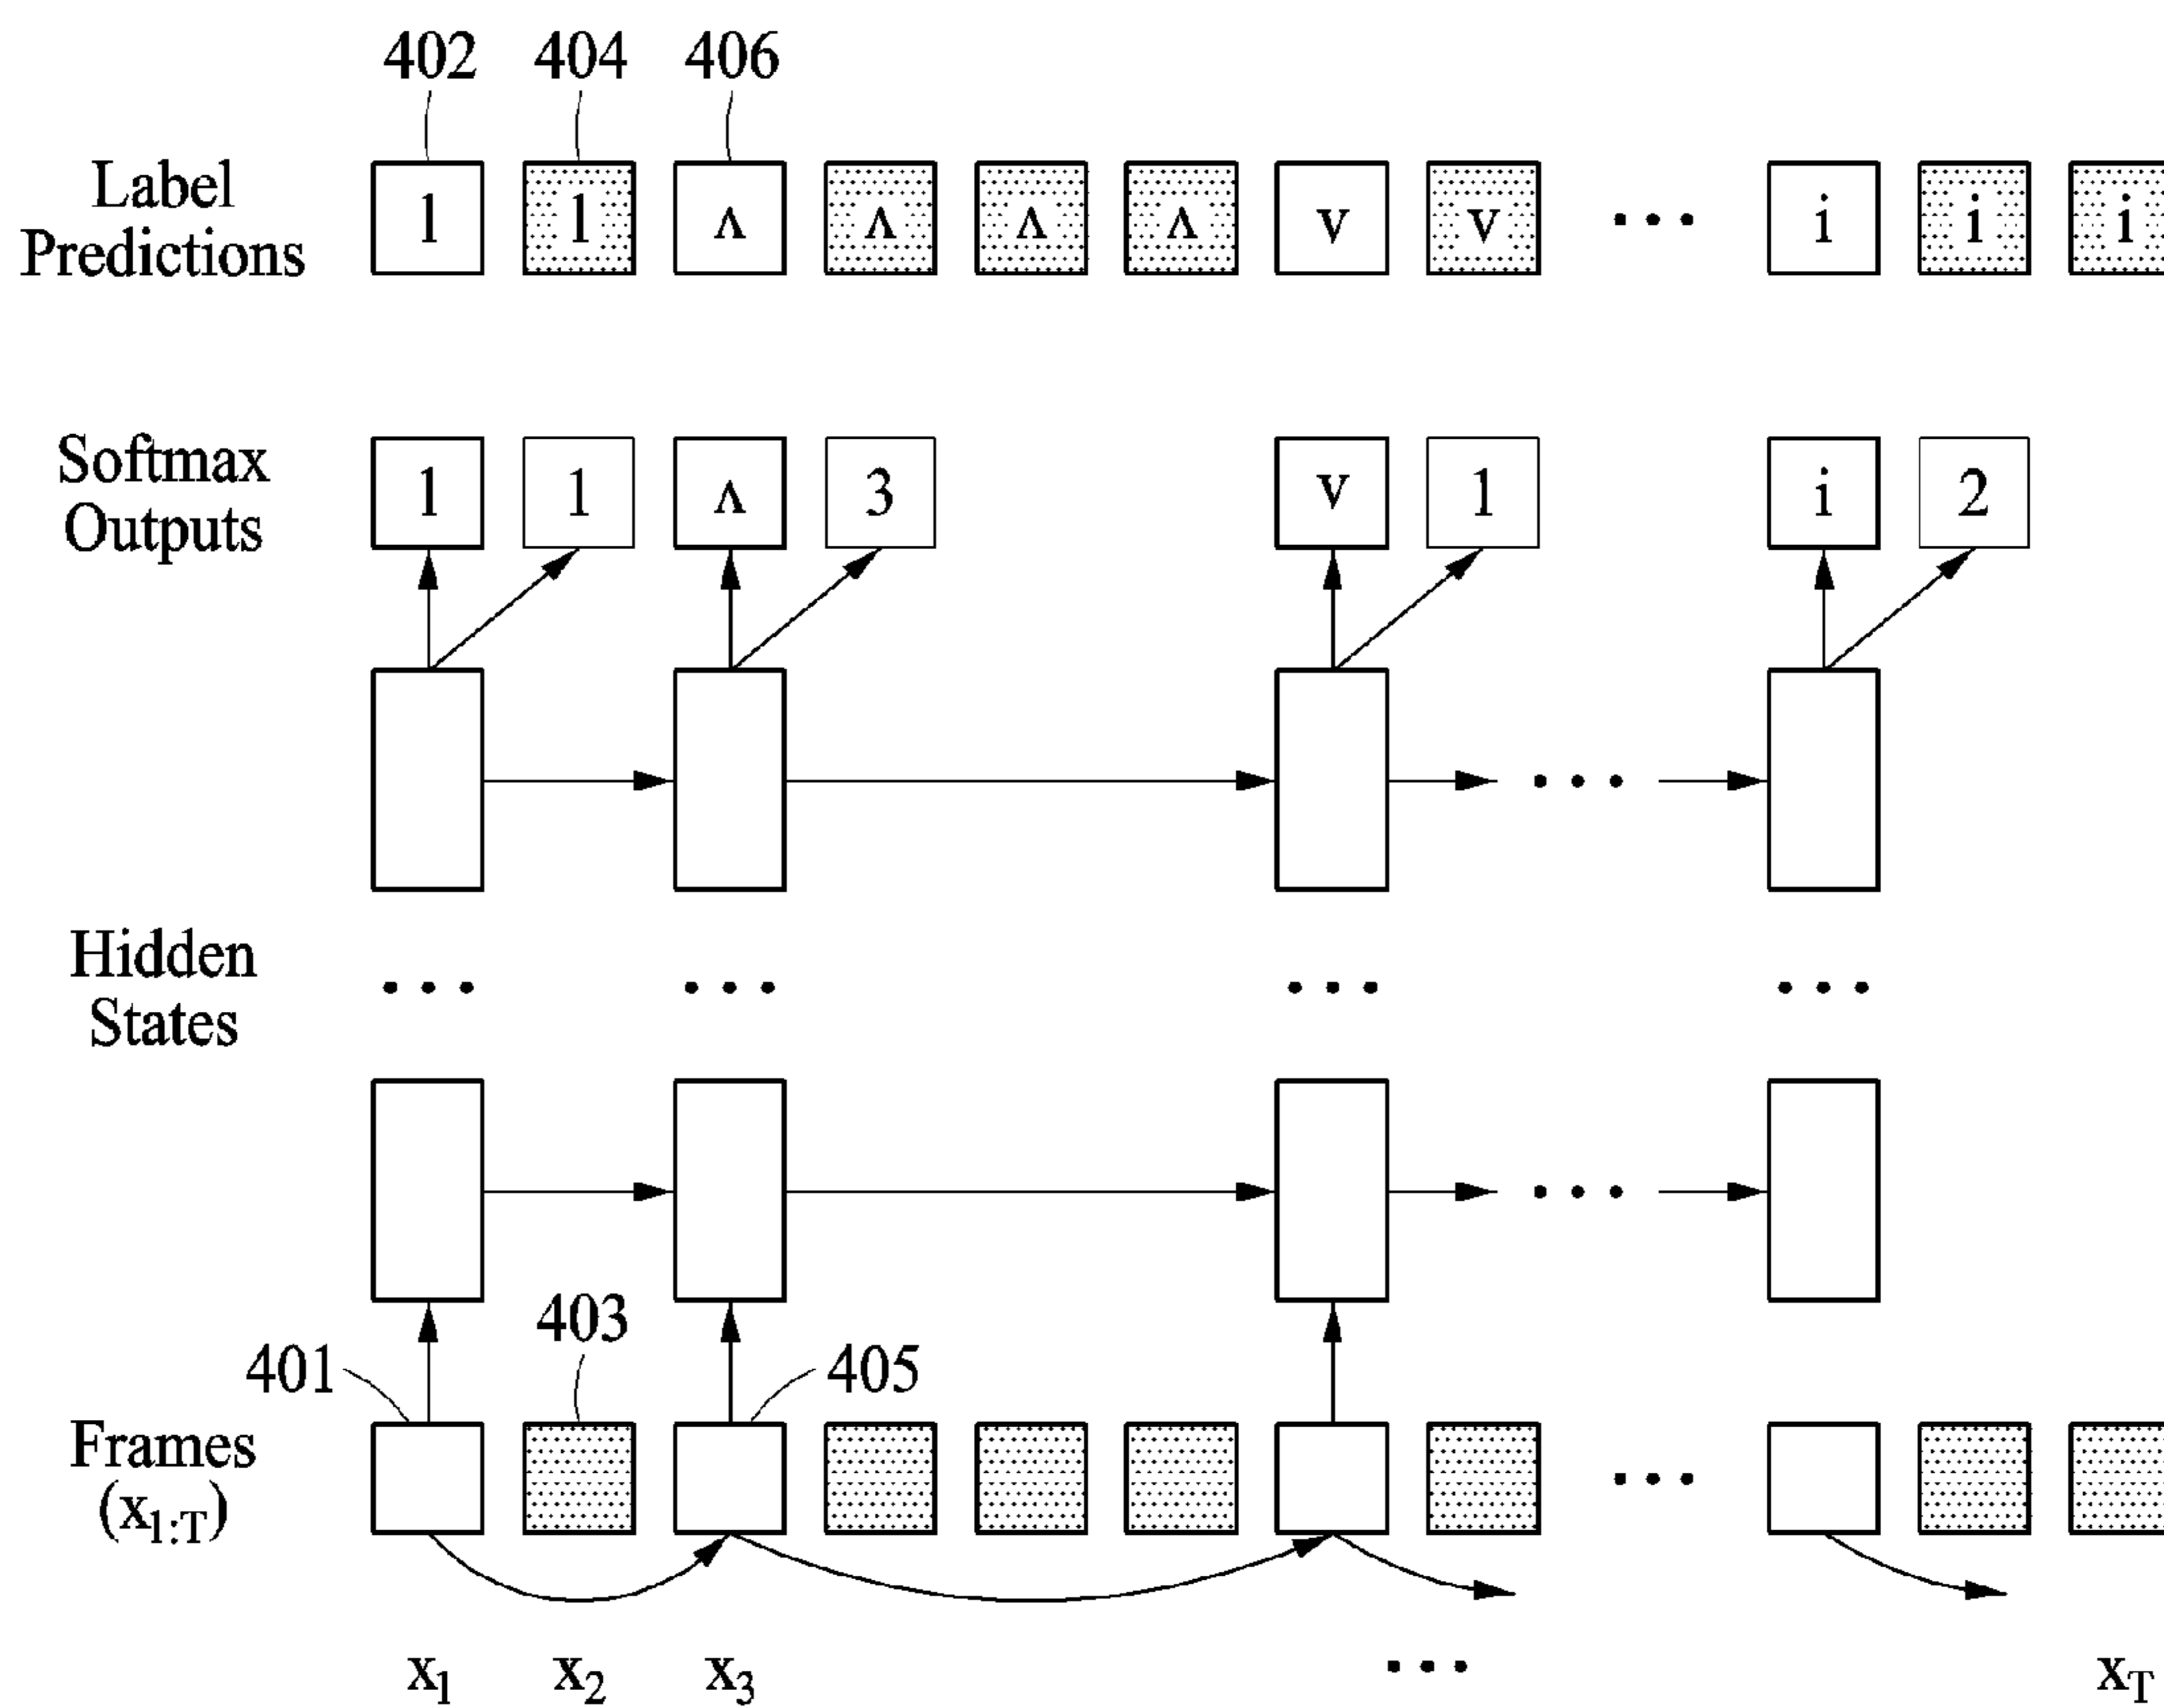 402 404 406
Label Predictions
1 1 ʌ ʌ ʌ ʌ v v ... i i i
Softmax Outputs
1 1 ʌ 3 v 1 i 2
...
Hidden States
... ... ... ...
...
403
401 405
Frames (x1:T)
...
x1 x2 x3 ... xT